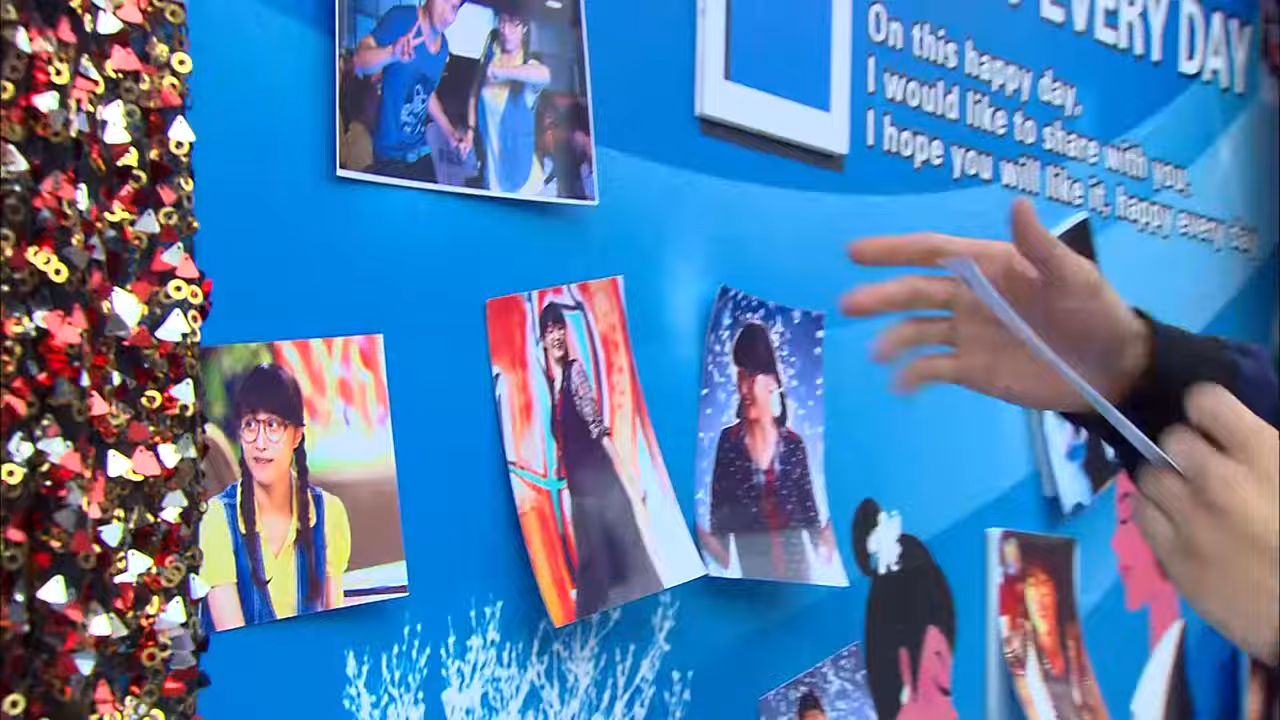 EVERY DAY
On this happy day,
I would like to share with you,
I hope you will like it, happy every day